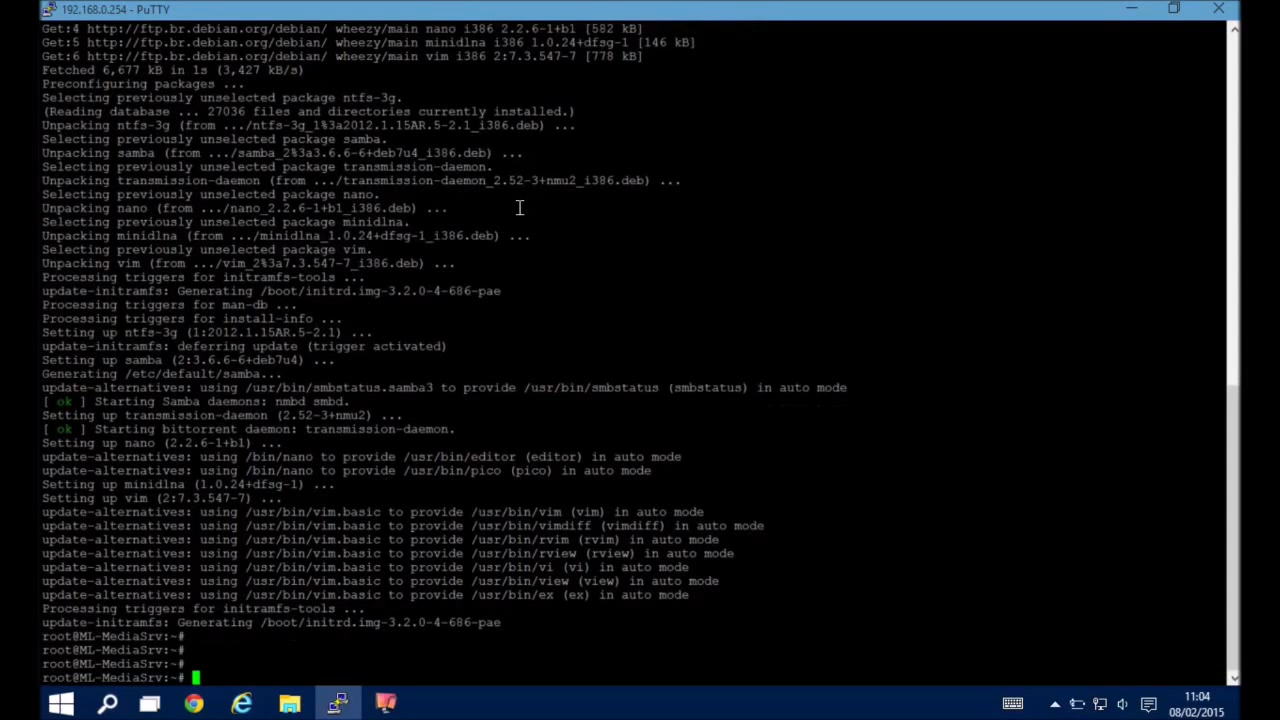 192.168.0.254 - PuTTY
Get:4 http://ftp.br.debian.org/debian/ wheezy/main nano i386 2.2.6-1+b1 [582 kB]
Get:5 http://ftp.br.debian.org/debian/ wheezy/main minidlna i386 1.0.24+dfsg-1 [146 kB]
Get:6 http://ftp.br.debian.org/debian/ wheezy/main vim i386 2:7.3.547-7 [778 kB]
Fetched 6,677 kB in 1s (3,427 kB/s)
Preconfiguring packages ...
Selecting previously unselected package ntfs-3g.
(Reading database ... 27036 files and directories currently installed.)
Unpacking ntfs-3g (from .../ntfs-3g_1%3a2012.1.15AR.5-2.1_i386.deb) ...
Selecting previously unselected package samba.
Unpacking samba (from .../samba_2%3a3.6.6-6+deb7u4_i386.deb) ...
Selecting previously unselected package transmission-daemon.
Unpacking transmission-daemon (from .../transmission-daemon_2.52-3+nmu2_i386.deb) ...
Selecting previously unselected package nano.
Unpacking nano (from .../nano_2.2.6-1+b1_i386.deb) ...
Selecting previously unselected package minidlna.
Unpacking minidlna (from .../minidlna_1.0.24+dfsg-1_i386.deb) ...
Selecting previously unselected package vim.
Unpacking vim (from .../vim_2%3a7.3.547-7_i386.deb) ...
Processing triggers for initramfs-tools ...
update-initramfs: Generating /boot/initrd.img-3.2.0-4-686-pae
Processing triggers for man-db ...
Processing triggers for install-info ...
Setting up ntfs-3g (1:2012.1.15AR.5-2.1) ...
update-initramfs: deferring update (trigger activated)
Setting up samba (2:3.6.6-6+deb7u4) ...
Generating /etc/default/samba...
update-alternatives: using /usr/bin/smbstatus.samba3 to provide /usr/bin/smbstatus (smbstatus) in auto mode
[ ok ] Starting Samba daemons: nmbd smbd.
Setting up transmission-daemon (2.52-3+nmu2) ...
[ ok ] Starting bittorrent daemon: transmission-daemon.
Setting up nano (2.2.6-1+b1) ...
update-alternatives: using /bin/nano to provide /usr/bin/editor (editor) in auto mode
update-alternatives: using /bin/nano to provide /usr/bin/pico (pico) in auto mode
Setting up minidlna (1.0.24+dfsg-1) ...
Setting up vim (2:7.3.547-7) ...
update-alternatives: using /usr/bin/vim.basic to provide /usr/bin/vim (vim) in auto mode
update-alternatives: using /usr/bin/vim.basic to provide /usr/bin/vimdiff (vimdiff) in auto mode
update-alternatives: using /usr/bin/vim.basic to provide /usr/bin/rvim (rvim) in auto mode
update-alternatives: using /usr/bin/vim.basic to provide /usr/bin/rview (rview) in auto mode
update-alternatives: using /usr/bin/vim.basic to provide /usr/bin/vi (vi) in auto mode
update-alternatives: using /usr/bin/vim.basic to provide /usr/bin/view (view) in auto mode
update-alternatives: using /usr/bin/vim.basic to provide /usr/bin/ex (ex) in auto mode
Processing triggers for initramfs-tools ...
update-initramfs: Generating /boot/initrd.img-3.2.0-4-686-pae
root@ML-MediaSrv:~#
root@ML-MediaSrv:~#
root@ML-MediaSrv:~#
root@ML-MediaSrv:~#
11:04
08/02/2015